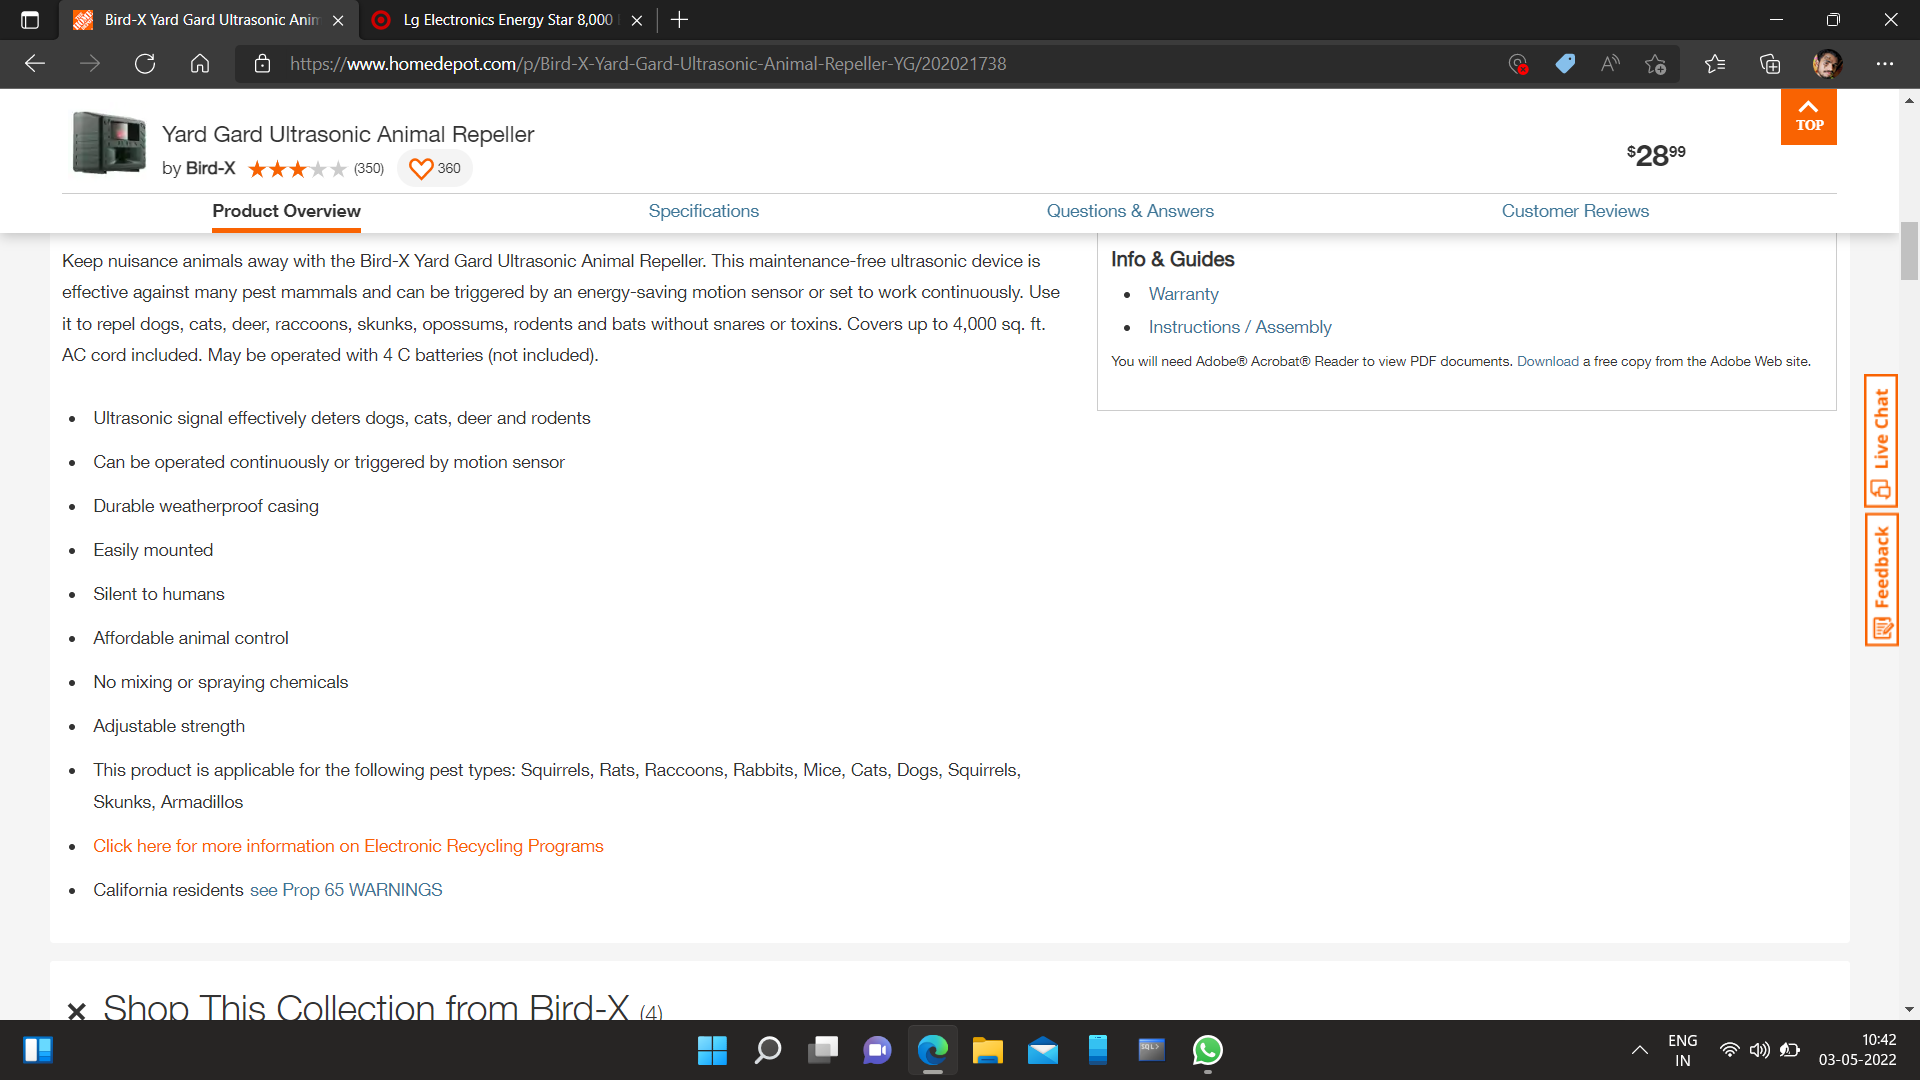 Bird-X Yard Gard Ultrasonic Anim
Lg Electronics Energy Star 8,000
https://www.homedepot.com/p/Bird-X-Yard-Gard-Ultrasonic-Animal-Repeller-YG/202021738
Yard Gard Ultrasonic Animal Repeller
by Bird-X (350) 360
$28 99
TOP
Product Overview Specifications Questions & Answers Customer Reviews
Keep nuisance animals away with the Bird-X Yard Gard Ultrasonic Animal Repeller. This maintenance-free ultrasonic device is
effective against many pest mammals and can be triggered by an energy-saving motion sensor or set to work continuously. Use
it to repel dogs, cats, deer, raccoons, skunks, opossums, rodents and bats without snares or toxins. Covers up to 4,000 sq. ft.
AC cord included. May be operated with 4 C batteries (not included).
• Ultrasonic signal effectively deters dogs, cats, deer and rodents
• Can be operated continuously or triggered by motion sensor
• Durable weatherproof casing
• Easily mounted
• Silent to humans
• Affordable animal control
• No mixing or spraying chemicals
• Adjustable strength
• This product is applicable for the following pest types: Squirrels, Rats, Raccoons, Rabbits, Mice, Cats, Dogs, Squirrels,
Skunks, Armadillos
• Click here for more information on Electronic Recycling Programs
• California residents see Prop 65 WARNINGS
Info & Guides
• Warranty
• Instructions / Assembly
You will need Adobe® Acrobat® Reader to view PDF documents. Download a free copy from the Adobe Web site.
Live Chat
Feedback
Shop This Collection from Bird-X (4)
SQL>
ENG
IN
10:42
03-05-2022